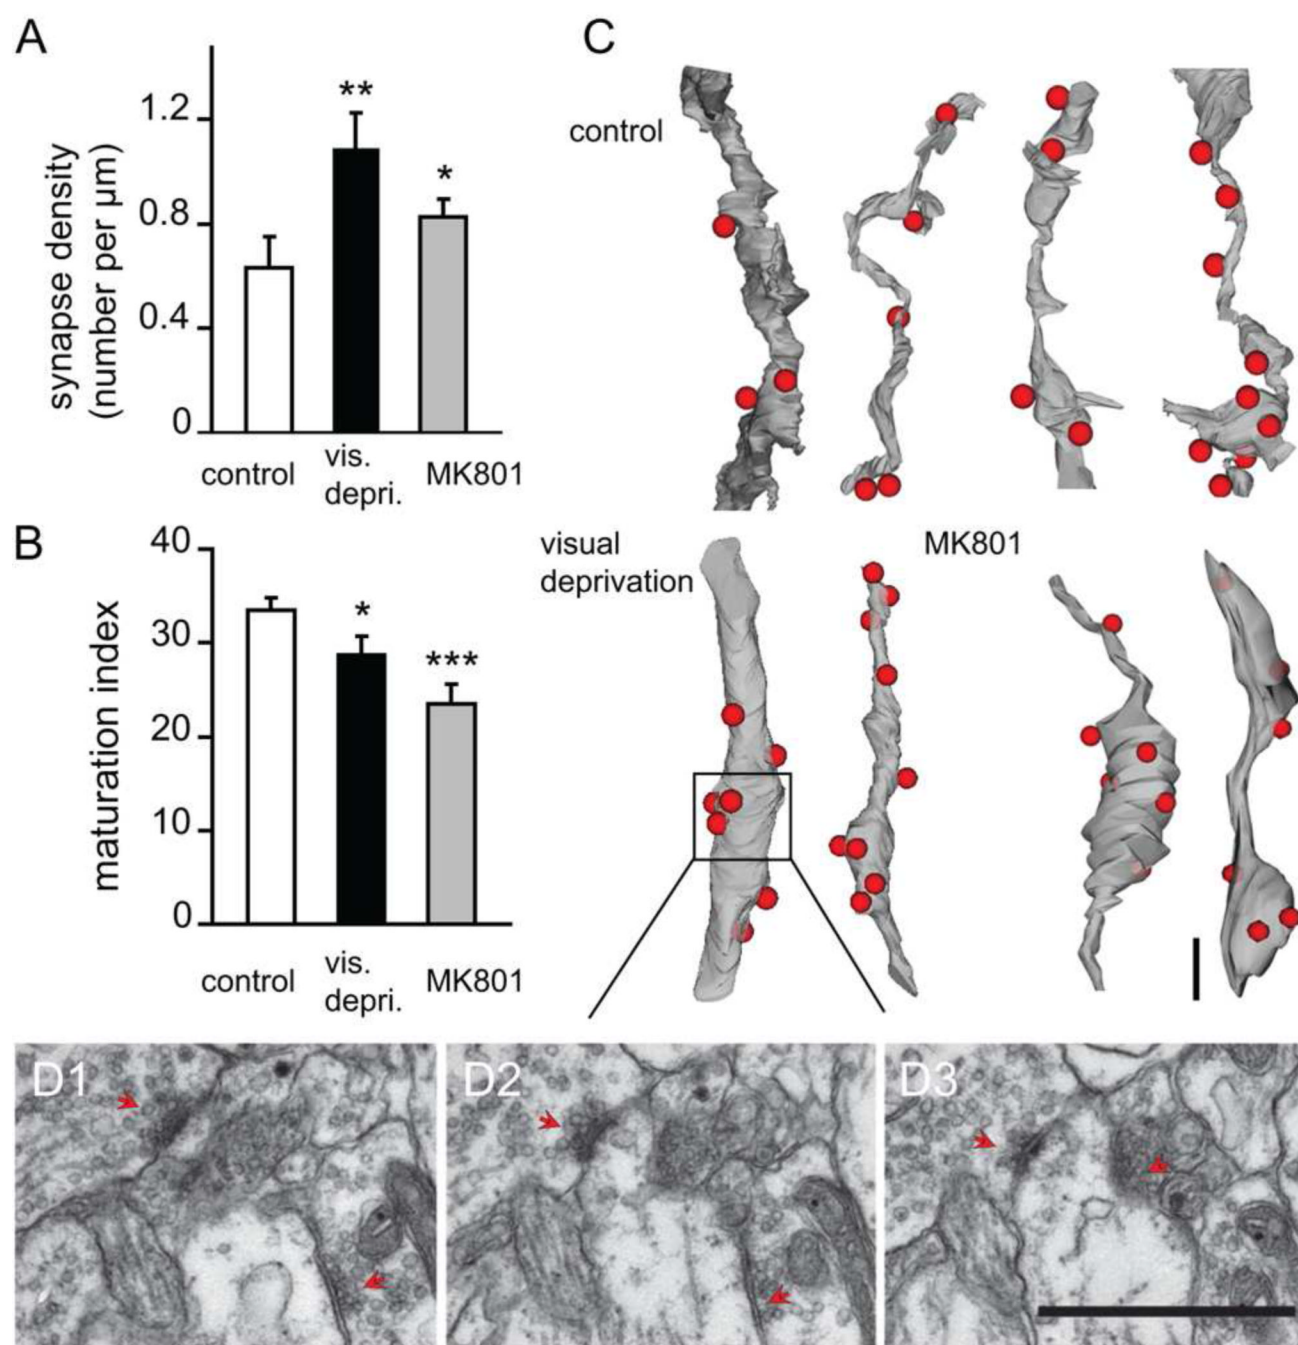 A
synapse density
(number per µm)
1.2
0.8
0.4
0
**
*
control
vis.
depri.
MK801
B
maturation index
40
30
20
10
0
*
***
control
vis.
depri.
MK801
C
control
visual
deprivation
MK801
D1
D2
D3